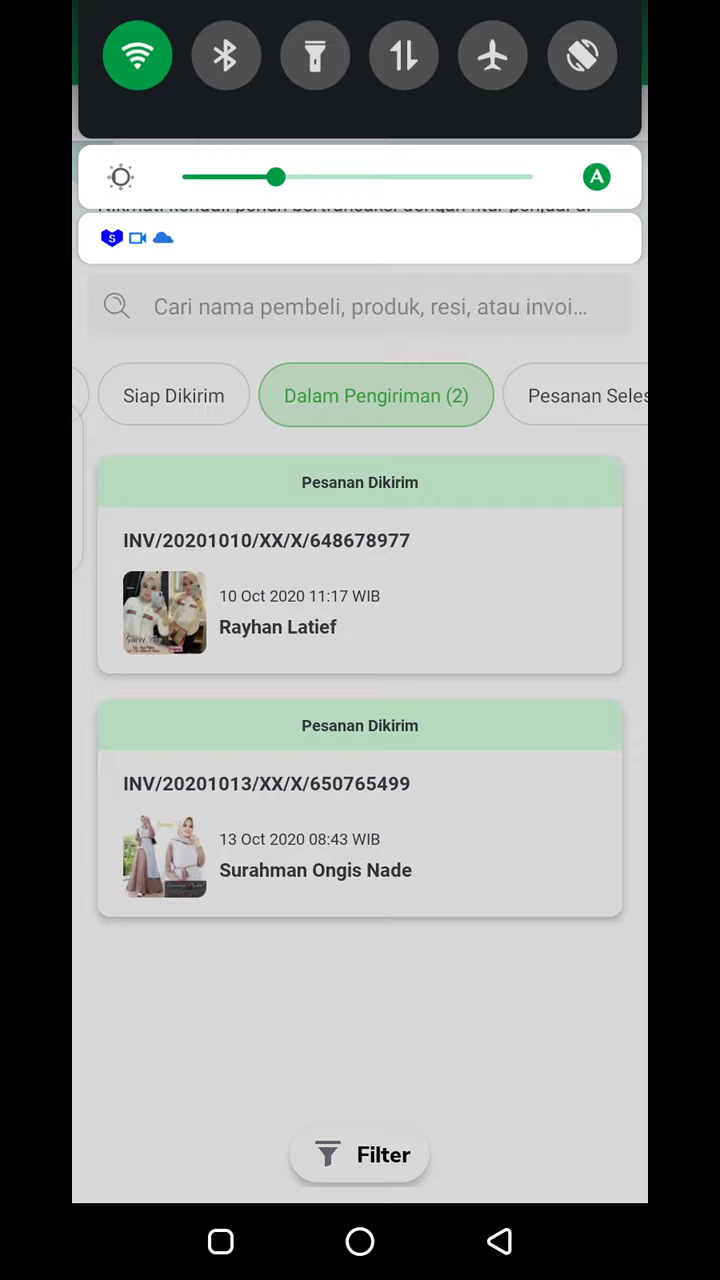 A
Cari nama pembeli, produk, resi, atau invoi...
Siap Dikirim
Dalam Pengiriman (2)
Pesanan Seles
Pesanan Dikirim
INV/20201010/XX/X/648678977
10 Oct 2020 11:17 WIB
Rayhan Latief
Pesanan Dikirim
INV/20201013/XX/X/650765499
13 Oct 2020 08:43 WIB
Surahman Ongis Nade
Filter